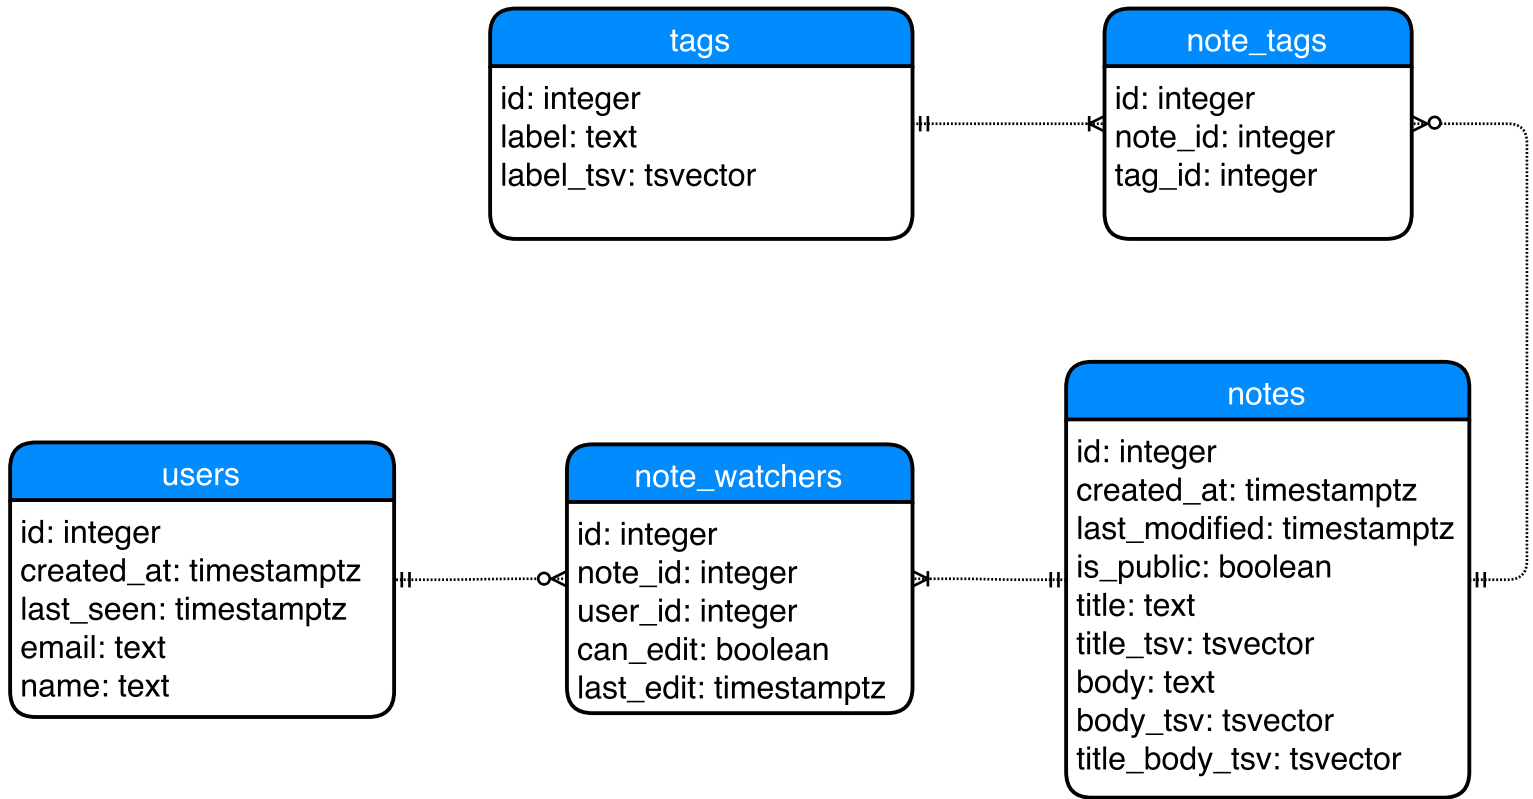 tags
id: integer
label: text
label_tsv: tsvector
note_tags
id: integer
note_id: integer
tag_id: integer
users
id: integer
created_at: timestamptz
last_seen: timestamptz
email: text
name: text
note_watchers
id: integer
note_id: integer
user_id: integer
can_edit: boolean
last_edit: timestamptz
notes
id: integer
created_at: timestamptz
last_modified: timestamptz
is_public: boolean
title: text
title_tsv: tsvector
body: text
body_tsv: tsvector
title_body_tsv: tsvector